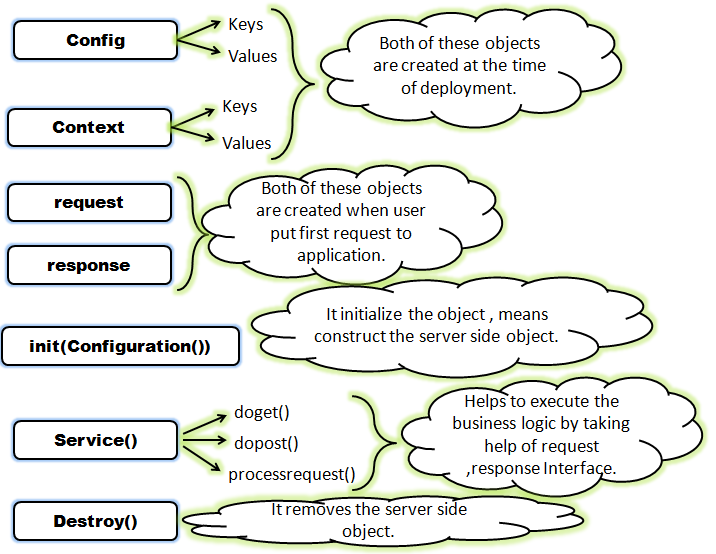 Config
Keys
Values
Context
Keys
Values
Both of these objects
are created at the time
of deployment.
request
response
Both of these objects
are created when user
put first request to
application.
init(Configuration())
It initialize the object , means
construct the server side object.
Service()
doget()
dopost()
processrequest()
Helps to execute the
business logic by taking
help of request
,response Interface.
Destroy()
It removes the server side
object.